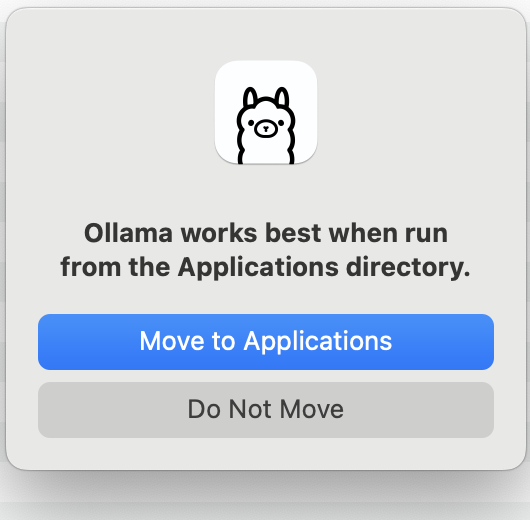 Ollama works best when run
from the Applications directory.
Move to Applications
Do Not Move